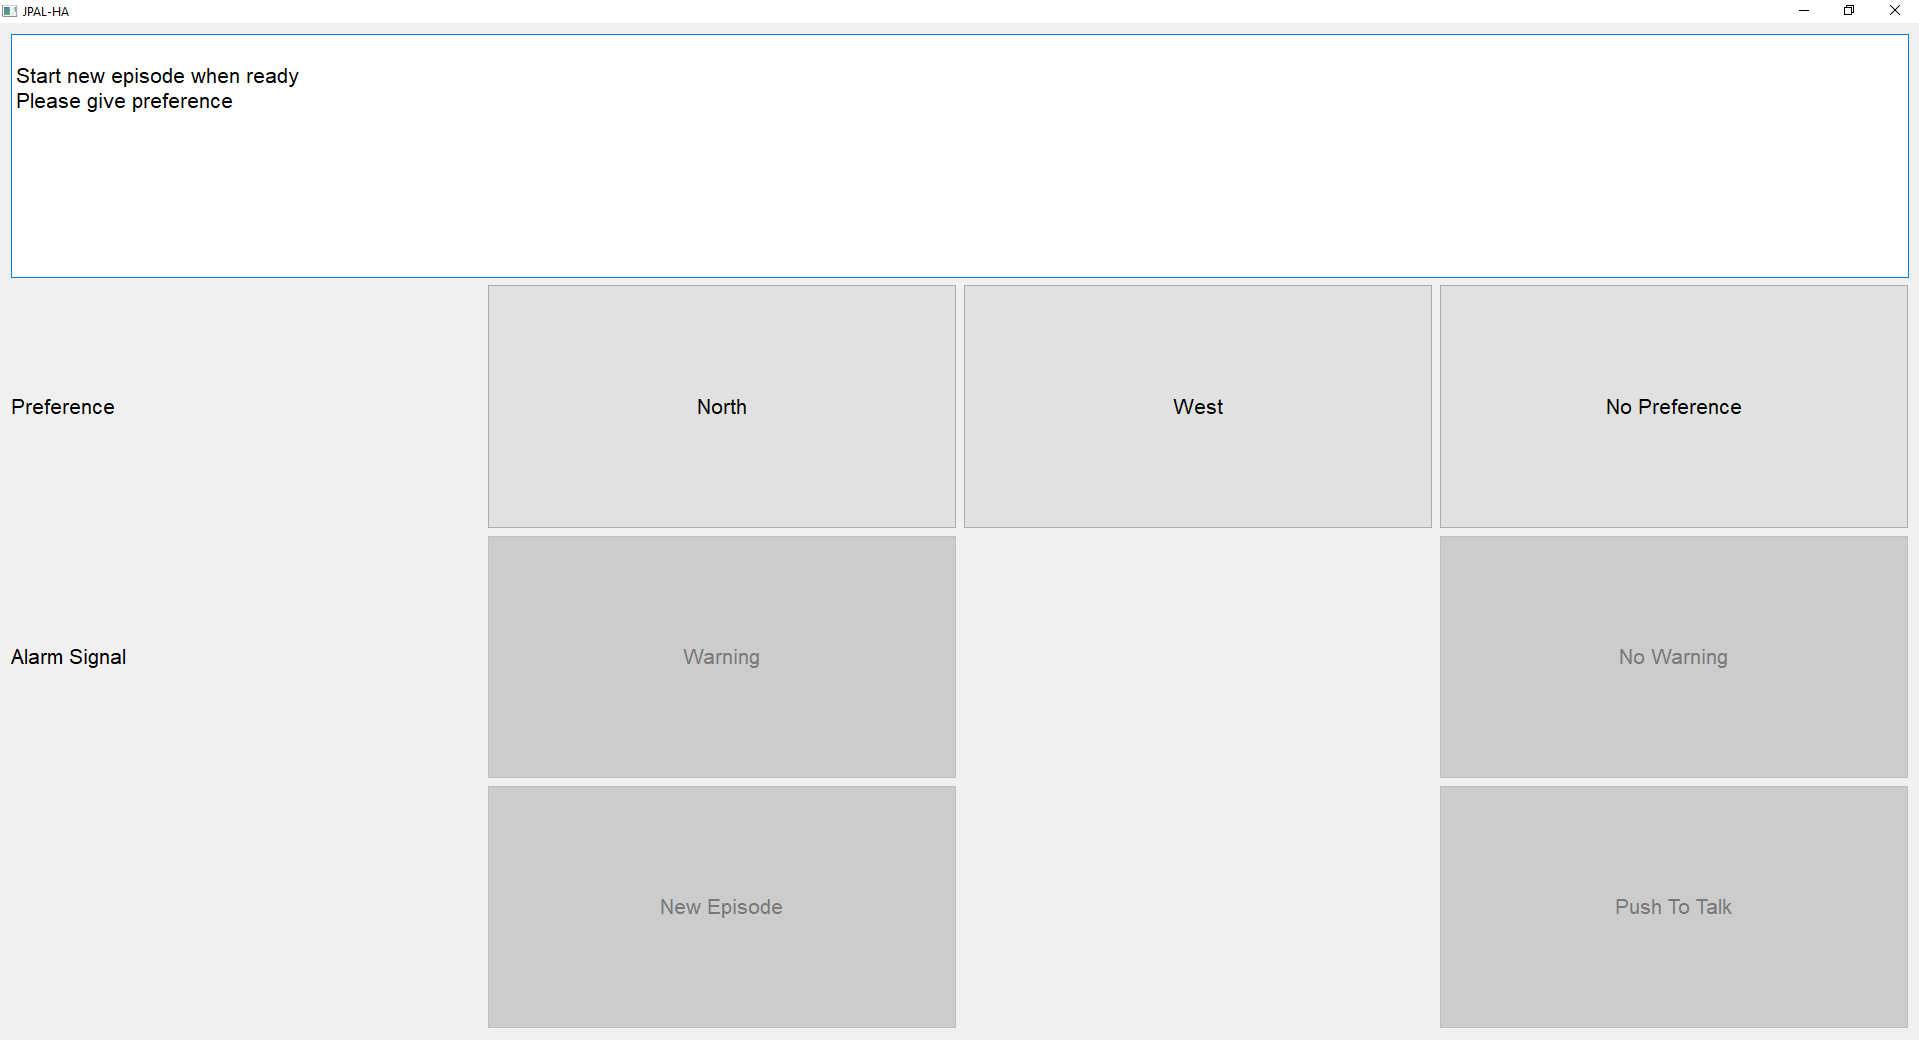 JPAL-HA
Start new episode when ready
Please give preference
Preference
North
West
No Preference
Alarm Signal
Warning
No Warning
New Episode
Push To Talk